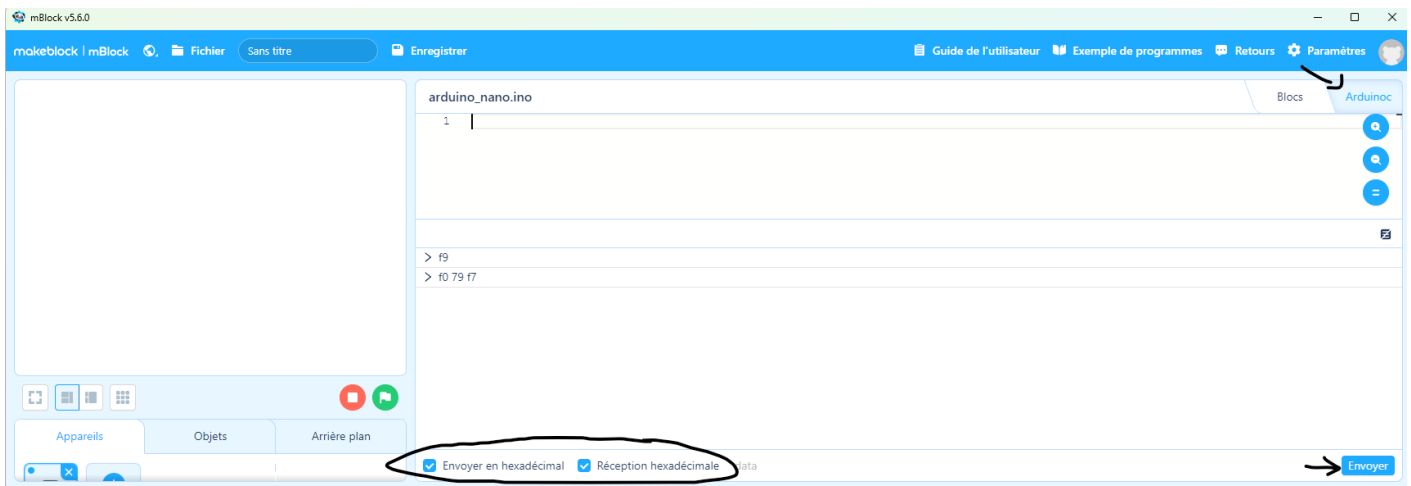 mBlock v5.6.0
makeblock | mBlock Fichier Sans titre Enregistrer Guide de l'utilisateur Exemple de programmes Retours Paramètres
arduino_nano.ino Blocs Arduinoc
1
> f9
> f0 79 f7
Appareils Objets Arrière plan
Envoyer en hexadécimal Réception hexadécimale data Envoyer